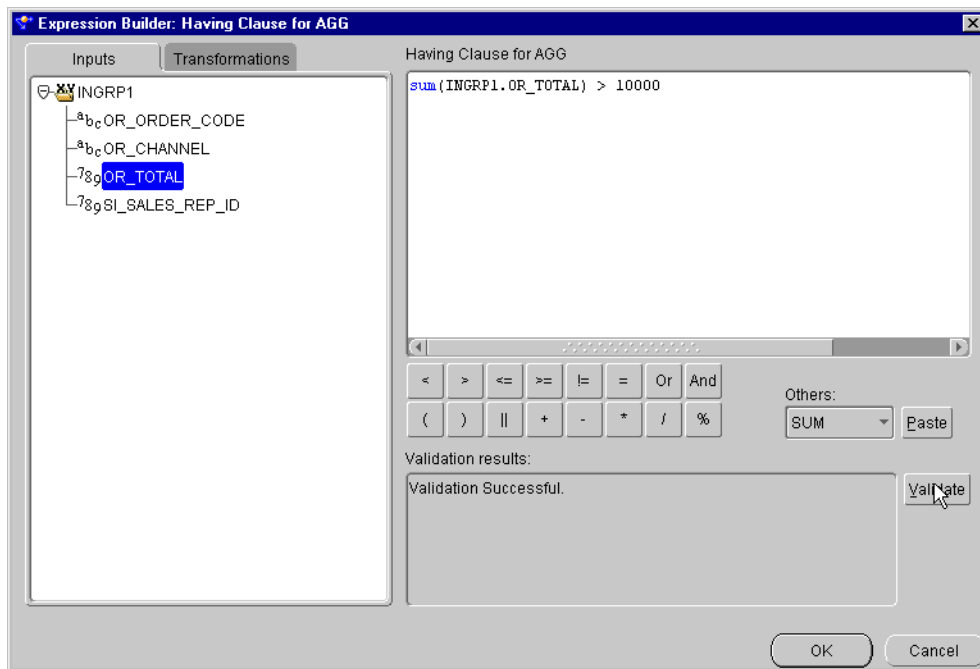 Expression Builder: Having Clause for AGG
Inputs
Transformations
INGRP1
OR_ORDER_CODE
OR_CHANNEL
OR_TOTAL
SI_SALES_REP_ID
Having Clause for AGG
sum(INGRP1.OR_TOTAL) > 10000
< > <= >= != = Or And
( ) || + - * / %
Others:
SUM
Paste
Validation results:
Validation Successful.
Validate
OK
Cancel